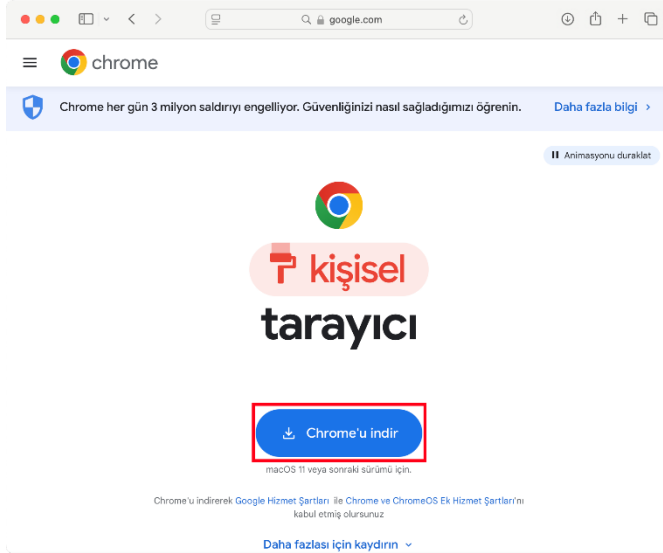 google.com
chrome
Chrome her gün 3 milyon saldırıyı engelliyor. Güvenliğinizi nasıl sağladığımızı öğrenin.
Daha fazla bilgi
Animasyonu duraklat
kişisel
tarayıcı
Chrome'u indir
macOS 11 veya sonraki sürümü için.
Chrome'u indirerek Google Hizmet Şartları ile Chrome ve ChromeOS Ek Hizmet Şartları'nı
kabul etmiş olursunuz
Daha fazlası için kaydırın